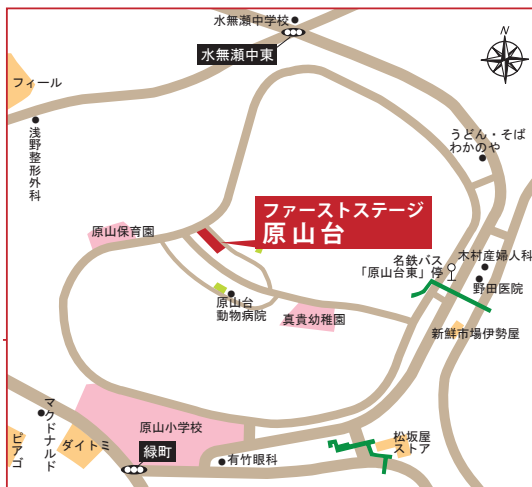 水無瀬中学校
水無瀬中東
N
フィール
浅野整形外科
うどん・そば
わかのや
ファーストステージ
原山台
原山保育園
名鉄バス
「原山台東」停
木村産婦人科
野田医院
原山台
動物病院
真貴幼稚園
新鮮市場伊勢屋
マクドナルド
原山小学校
ピアゴ
ダイトミ
緑町
有竹眼科
松坂屋
ストア